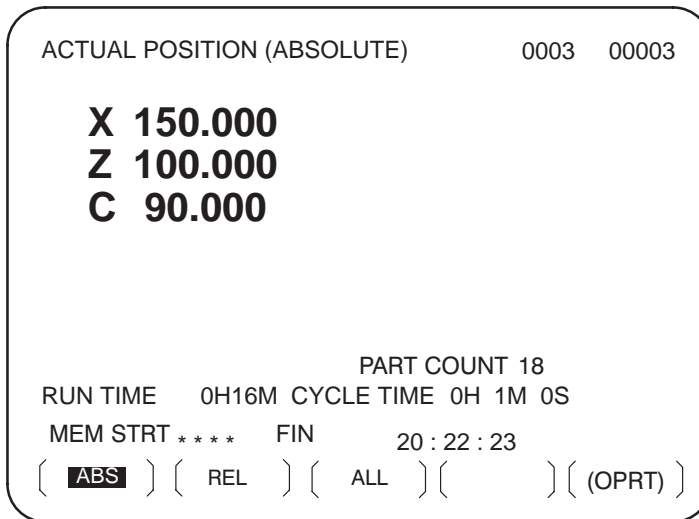 ACTUAL POSITION (ABSOLUTE) 0003 00003
X 150.000
Z 100.000
C 90.000
PART COUNT 18
RUN TIME 0H16M CYCLE TIME 0H 1M 0S
MEM STRT * * * * FIN 20 : 22 : 23
[ ABS ] [ REL ] [ ALL ] [ ] [ (OPRT) ]